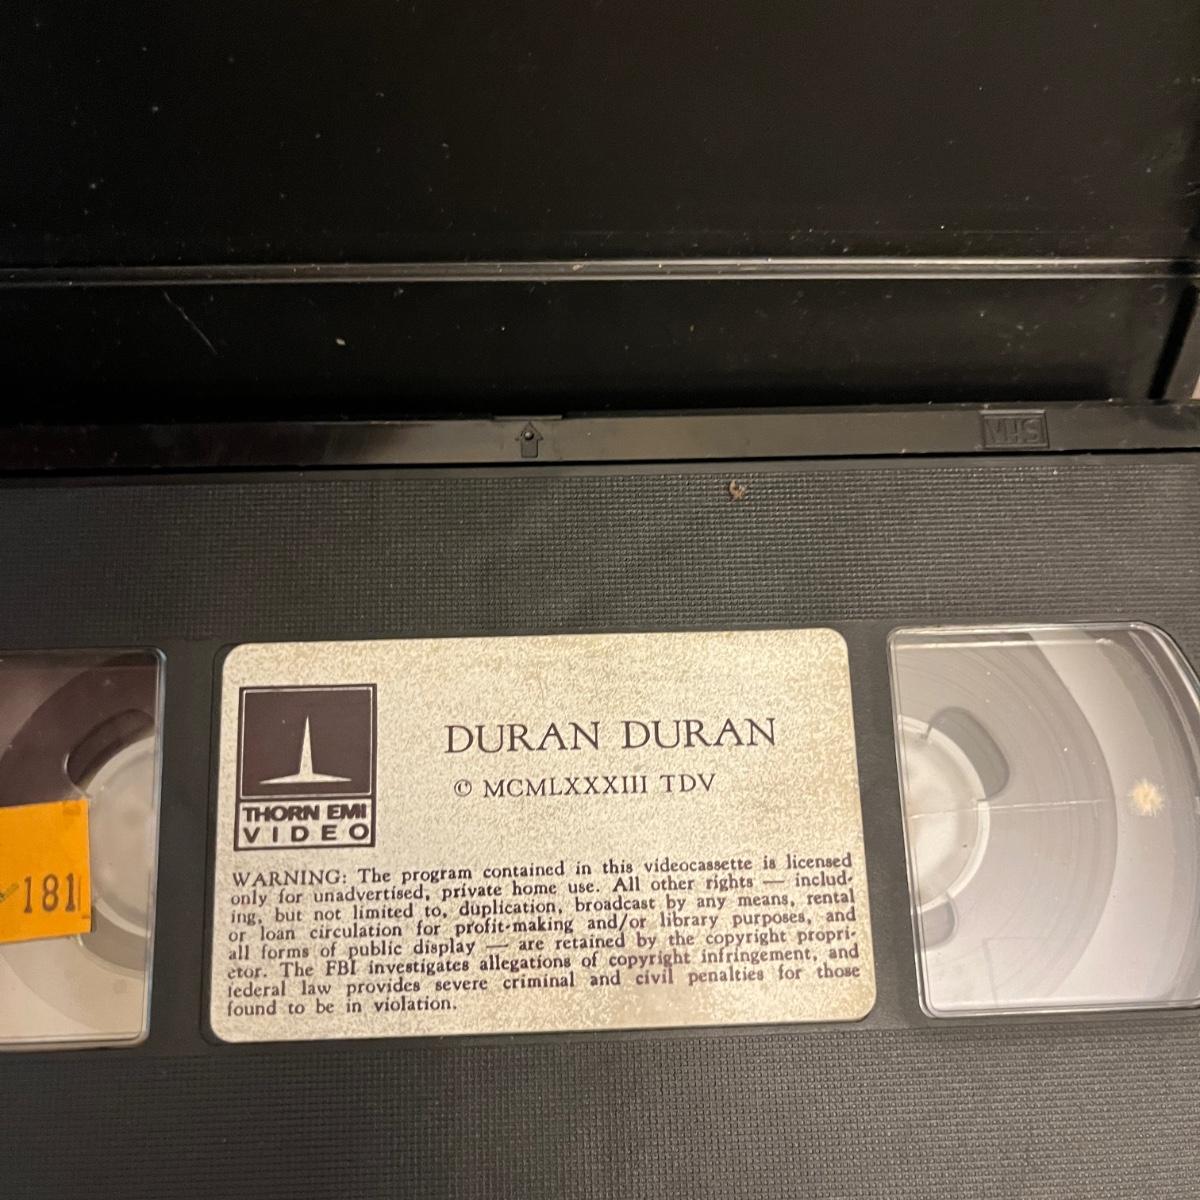 VHS
DURAN DURAN
© MCMLXXXIII TDV
THORN EMI
VIDEO
181
WARNING: The program contained in this videocassette is licensed
only for unadvertised, private home use. All other rights — includ-
ing, but not limited to, duplication, broadcast by any means, rental
or loan circulation for profit-making and/or library purposes, and
all forms of public display — are retained by the copyright propri-
etor. The FBI investigates allegations of copyright infringement, and
federal law provides severe criminal and civil penalties for those
found to be in violation.